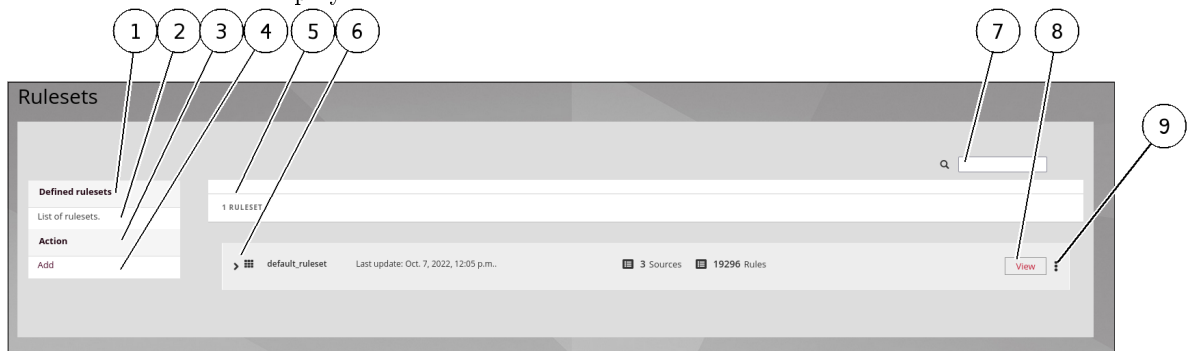 1 2 3 4 5 6 7 8
Rulesets
9
Defined rulesets
List of rulesets.
Action
Add
1 RULESET
default_ruleset Last update: Oct. 7, 2022, 12:05 p.m.. 3 Sources 19296 Rules View